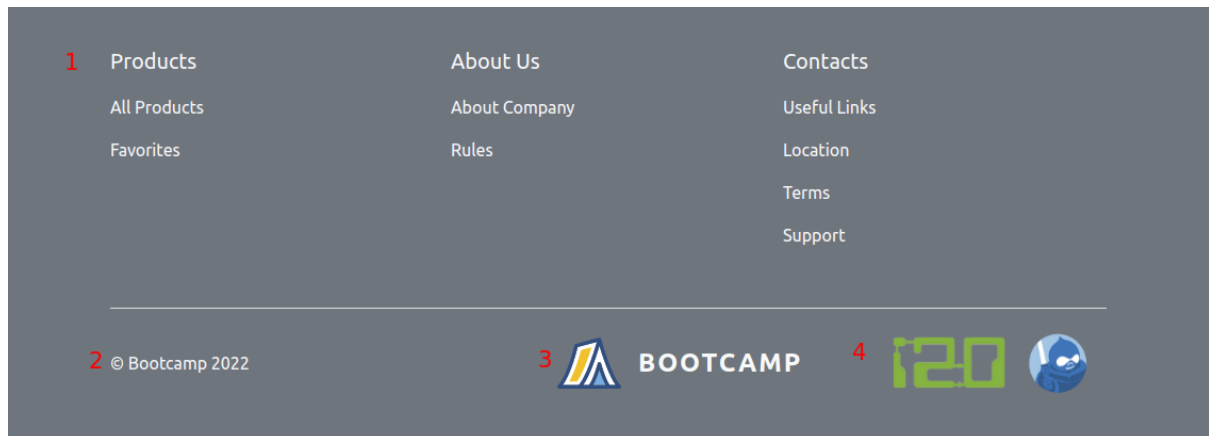 1 Products About Us Contacts
All Products About Company Useful Links
Favorites Rules Location
Terms
Support
2 © Bootcamp 2022 3 BOOTCAMP 4 i20